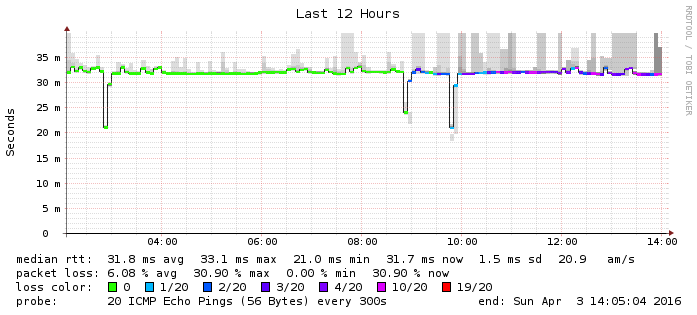 Last 12 Hours
RRDTOOL / TOBI OETIKER
Seconds
35 m
30 m
25 m
20 m
15 m
10 m
5 m
0
04:00 06:00 08:00 10:00 12:00 14:00
median rtt: 31.8 ms avg 33.1 ms max 21.0 ms min 31.7 ms now 1.5 ms sd 20.9 am/s
packet loss: 6.08 % avg 30.90 % max 0.00 % min 30.90 % now
loss color: 0 1/20 2/20 3/20 4/20 10/20 19/20
probe: 20 ICMP Echo Pings (56 Bytes) every 300s end: Sun Apr 3 14:05:04 2016